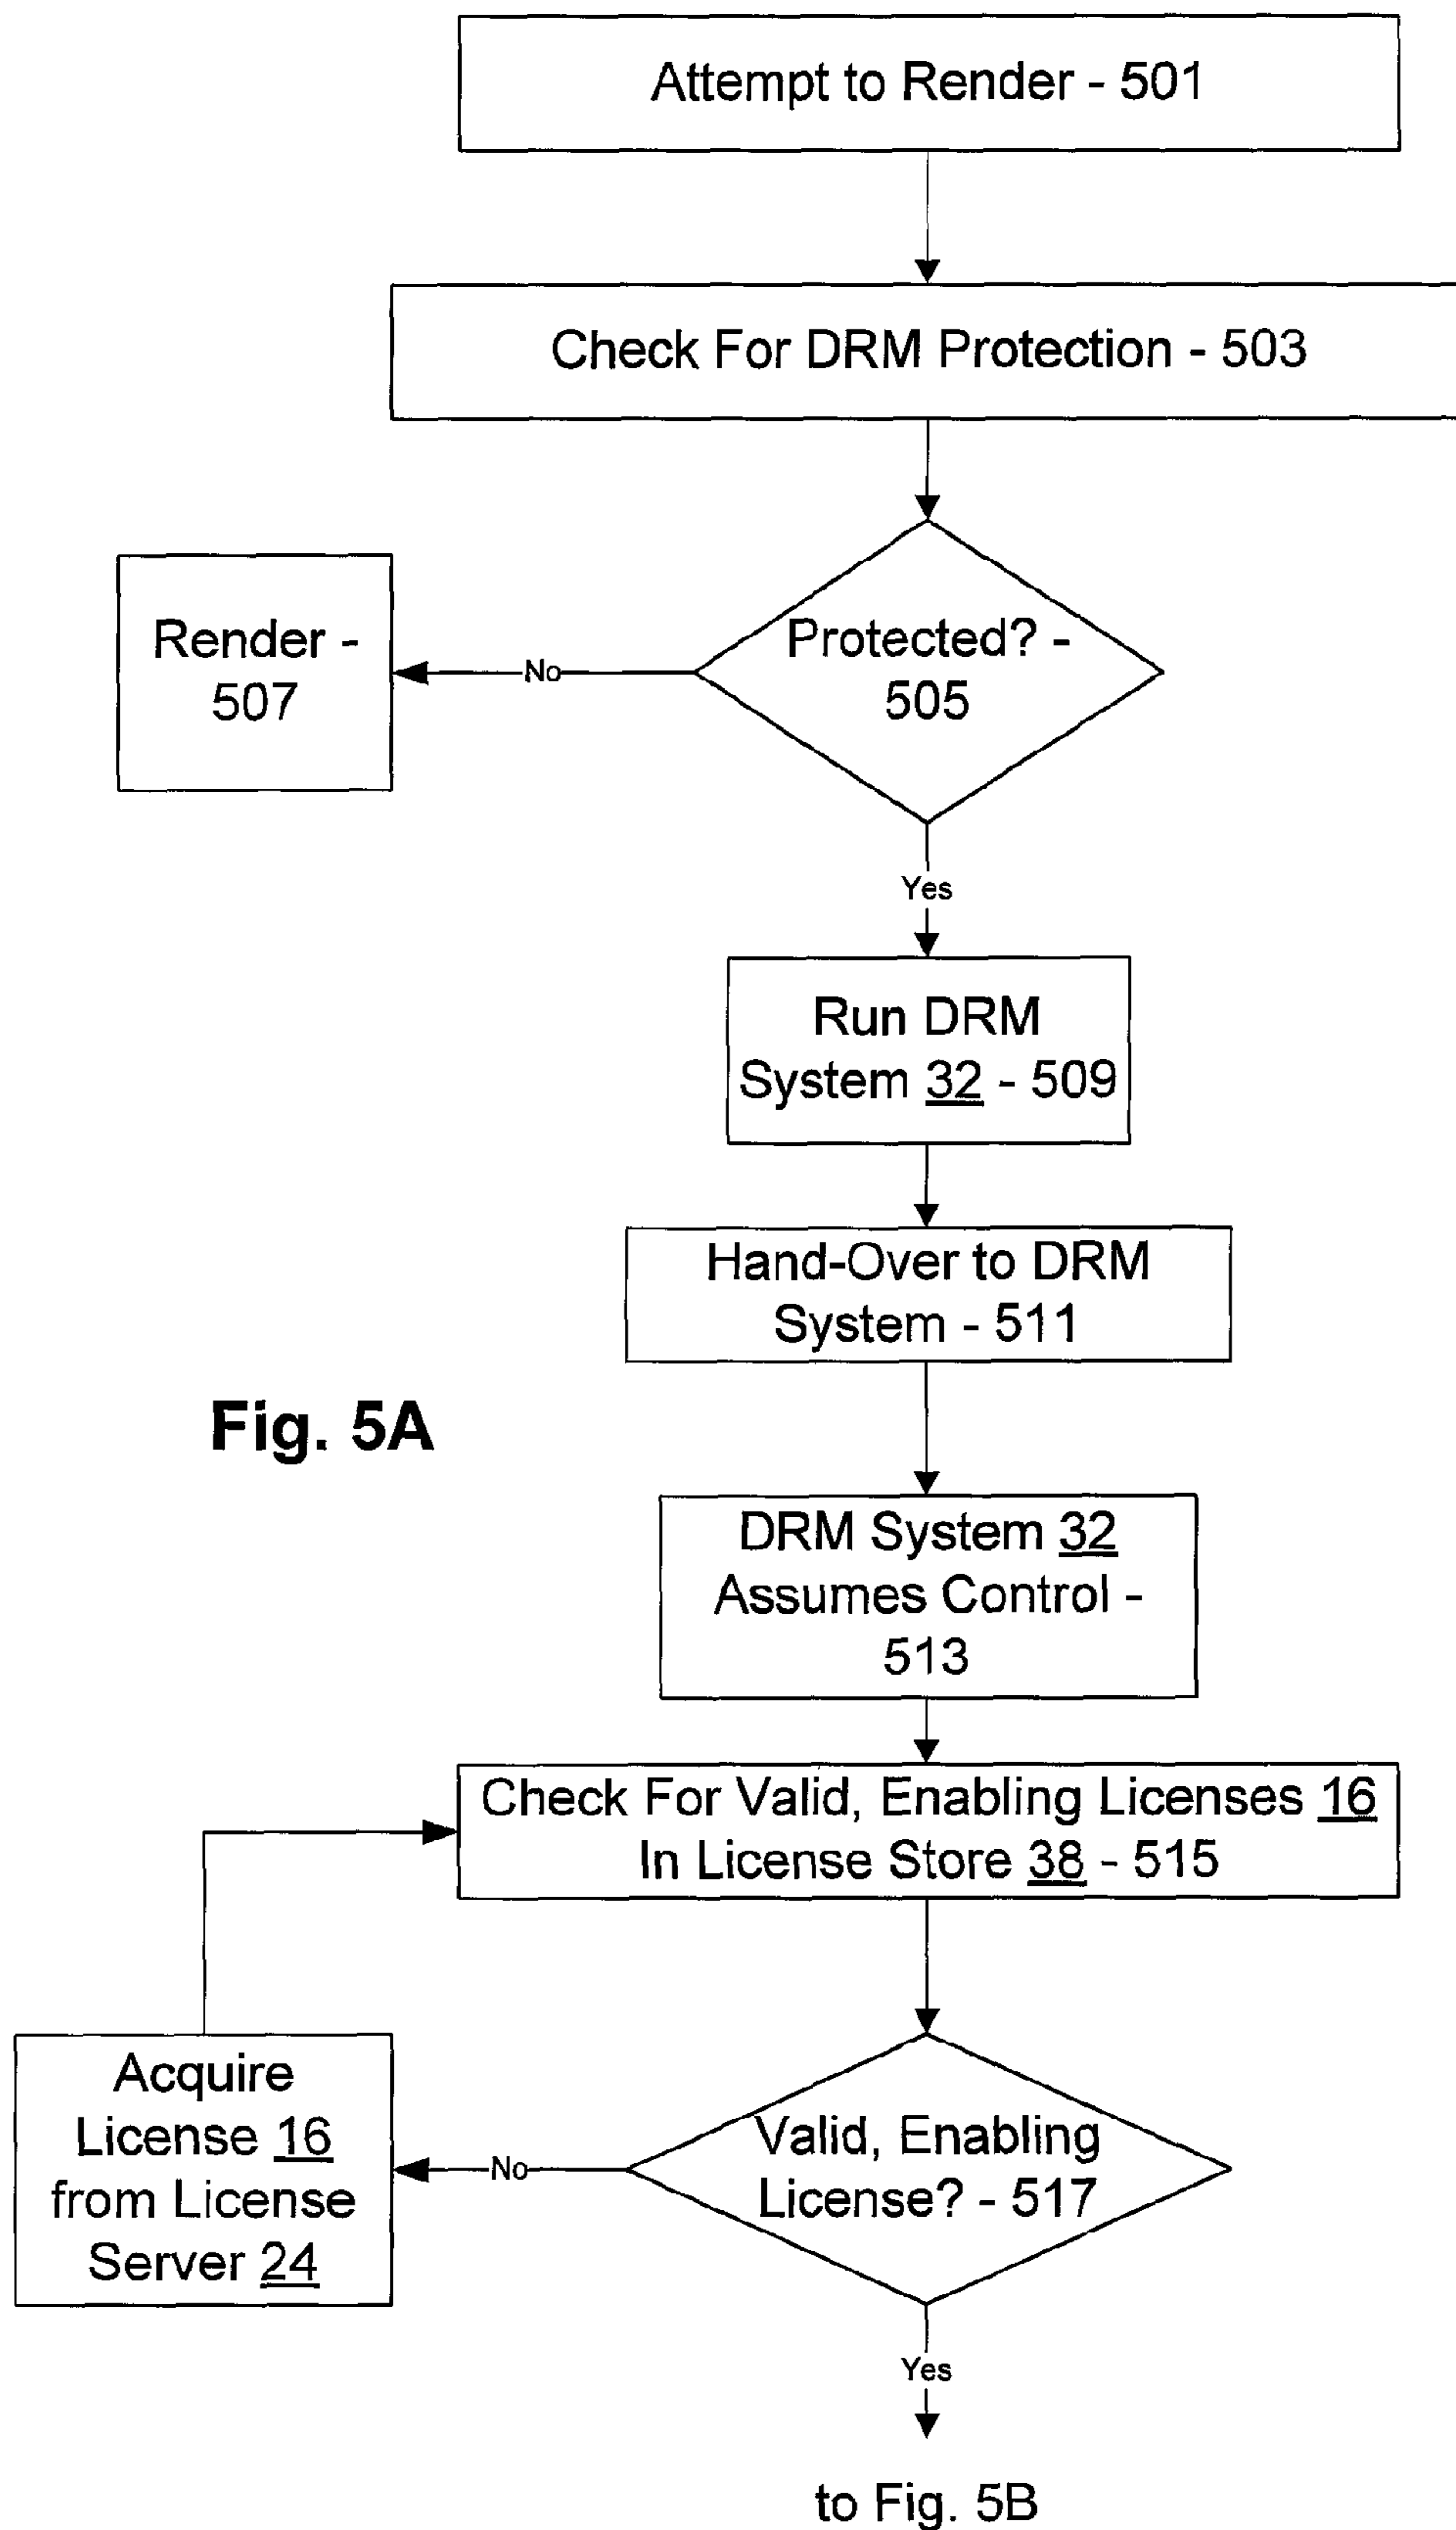 Attempt to Render - 501
Check For DRM Protection - 503
Protected? -
505
No
Render -
507
Yes
Run DRM
System 32 - 509
Hand-Over to DRM
System - 511
Fig. 5A
DRM System 32
Assumes Control -
513
Check For Valid, Enabling Licenses 16
In License Store 38 - 515
Valid, Enabling
License? - 517
No
Acquire
License 16
from License
Server 24
Yes
to Fig. 5B